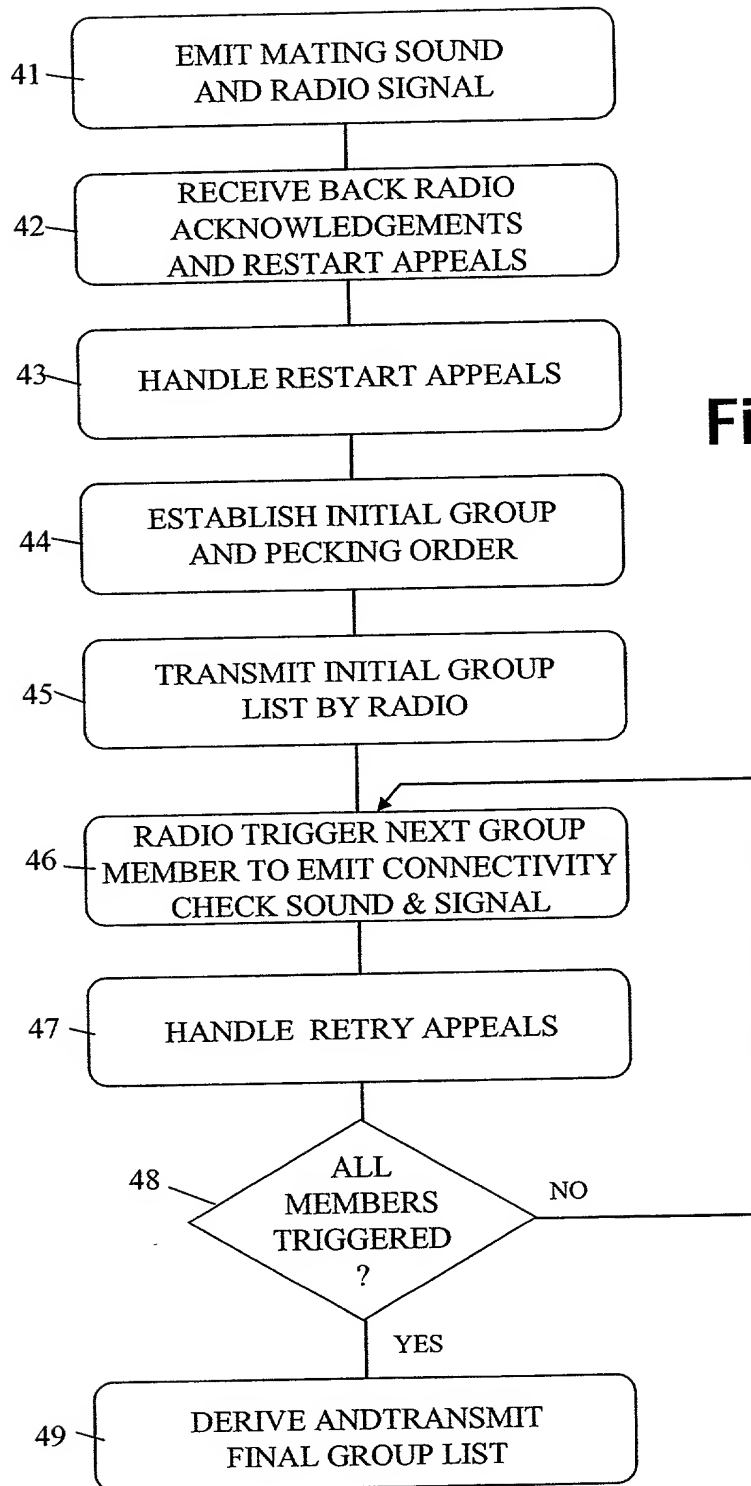 41
EMIT MATING SOUND
AND RADIO SIGNAL
42
RECEIVE BACK RADIO
ACKNOWLEDGEMENTS
AND RESTART APPEALS
43
HANDLE RESTART APPEALS
Fi
44
ESTABLISH INITIAL GROUP
AND PECKING ORDER
45
TRANSMIT INITIAL GROUP
LIST BY RADIO
46
RADIO TRIGGER NEXT GROUP
MEMBER TO EMIT CONNECTIVITY
CHECK SOUND & SIGNAL
47
HANDLE RETRY APPEALS
48
ALL
MEMBERS
TRIGGERED
?
NO
YES
49
DERIVE ANDTRANSMIT
FINAL GROUP LIST